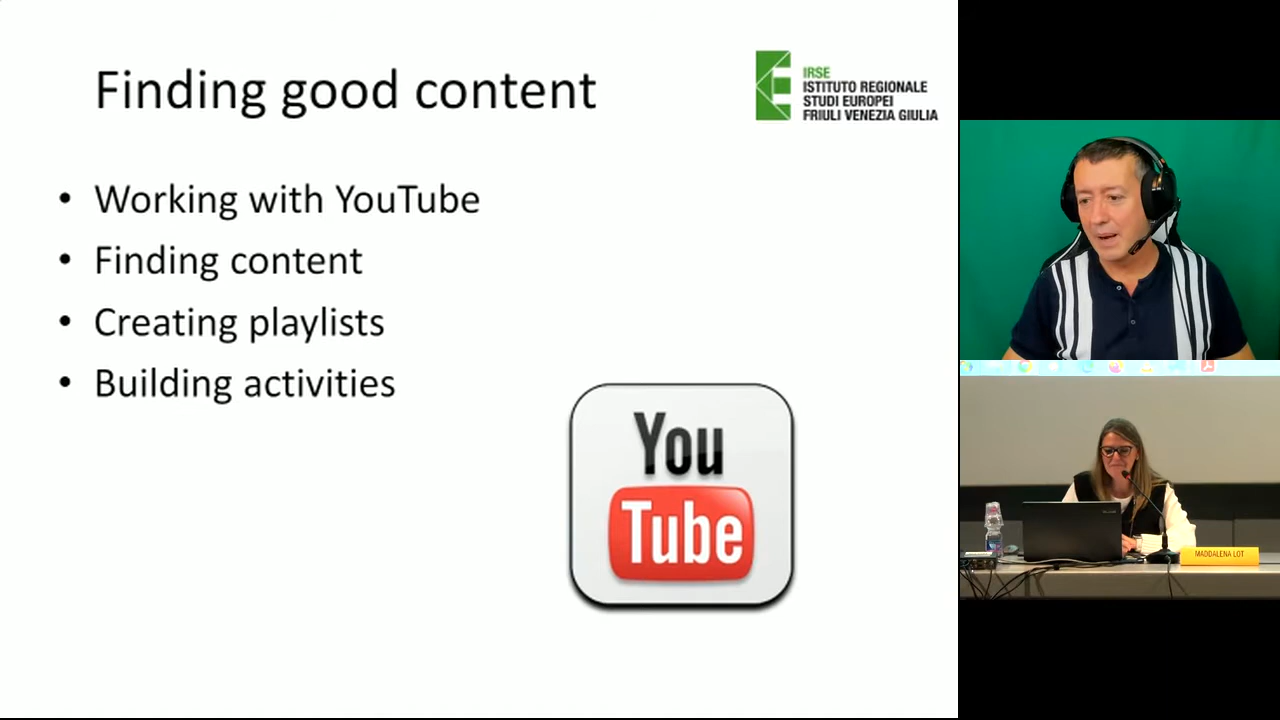 Finding good content
IRSE
ISTITUTO REGIONALE
STUDI EUROPEI
FRIULI VENEZIA GIULIA
• Working with YouTube
• Finding content
• Creating playlists
• Building activities
You
Tube
MADDALENA LOT